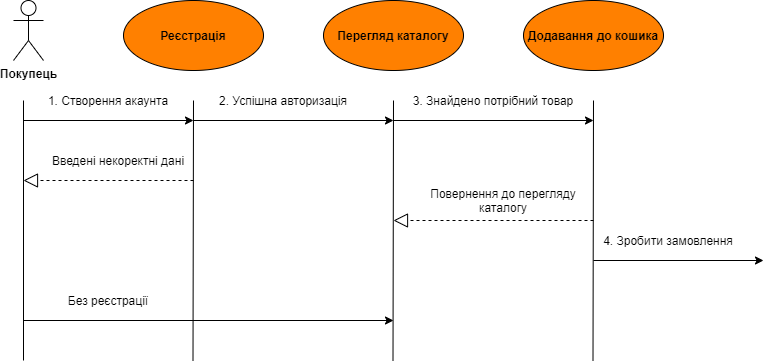 Реєстрація
Перегляд каталогу
Додавання до кошика
Покупець
1. Створення акаунта
2. Успішна авторизація
3. Знайдено потрібний товар
Введені некоректні дані
Повернення до перегляду
каталогу
4. Зробити замовлення
Без реєстрації